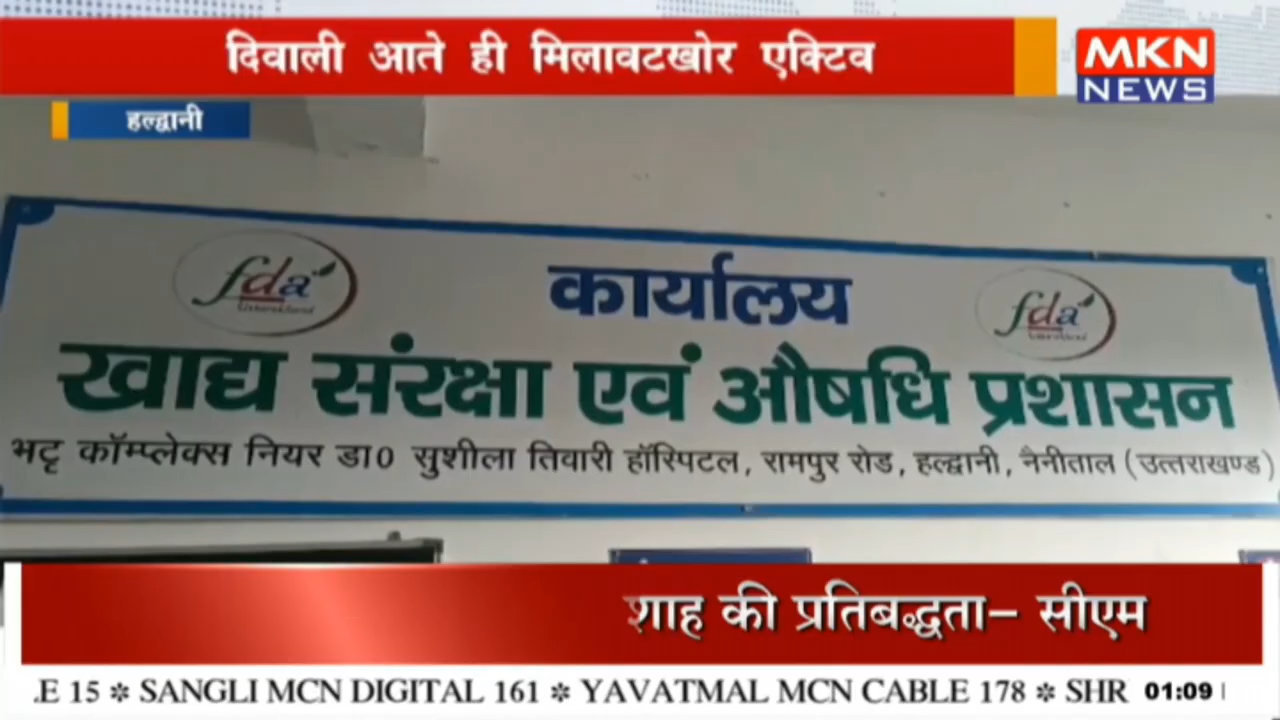 दिवाली आते ही मिलावटखोर एक्टिव
MKN
NEWS
हल्द्वानी
fda
Uttarakhand
कार्यालय
fda
खाद्य संरक्षा एवं औषधि प्रशासन
भट्ट कॉम्प्लेक्स नियर डा0 सुशीला तिवारी हॉस्पिटल, रामपुर रोड, हल्द्वानी, नैनीताल (उत्तराखण्ड)
शाह की प्रतिबद्धता– सीएम
.E 15 ✲ SANGLI MCN DIGITAL 161 ✲ YAVATMAL MCN CABLE 178 ✲ SHR 01:09